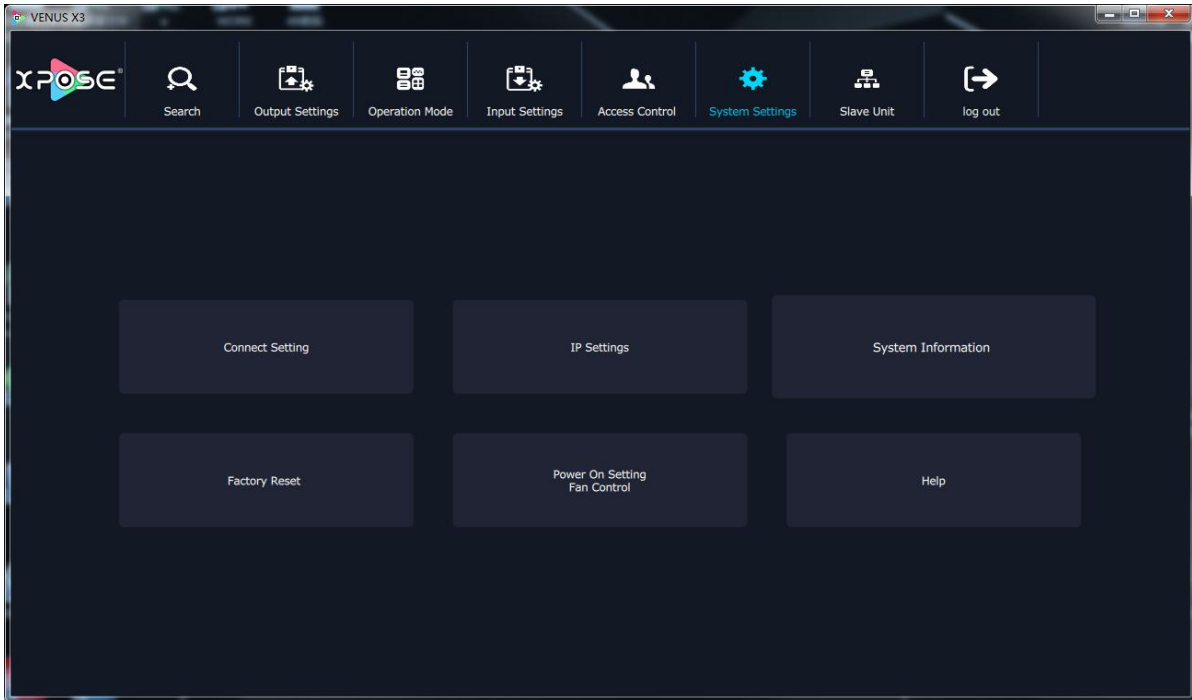 VENUS X3
XPOSE®
Search
Output Settings
Operation Mode
Input Settings
Access Control
System Settings
Slave Unit
log out
Connect Setting
IP Settings
System Information
Factory Reset
Power On Setting
Fan Control
Help